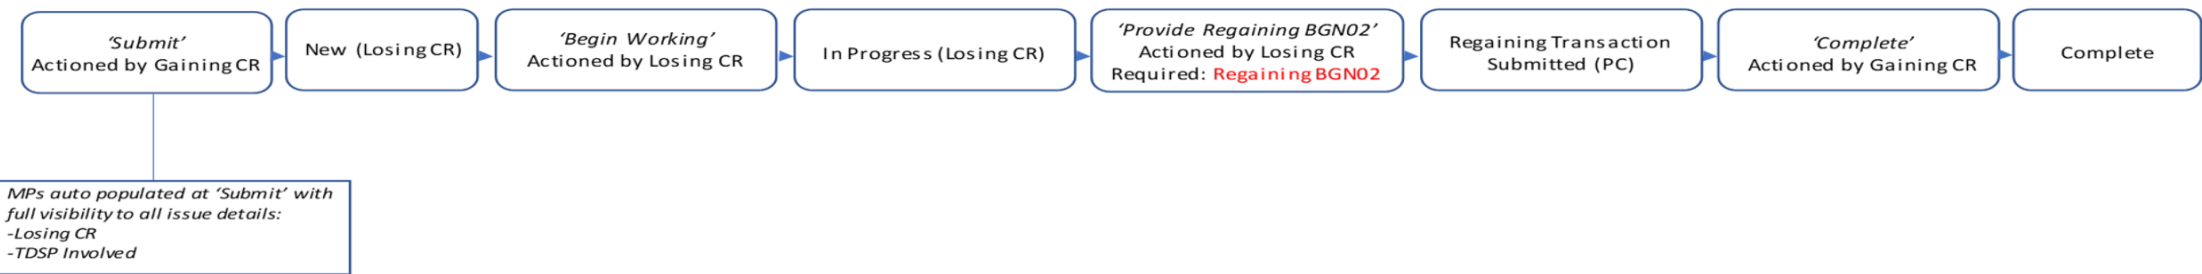 ‘Submit’
Actioned by Gaining CR
New (Losing CR)
‘Begin Working’
Actioned by Losing CR
In Progress (Losing CR)
‘Provide Regaining BGN02’
Actioned by Losing CR
Required: Regaining BGN02
Regaining Transaction
Submitted (PC)
‘Complete’
Actioned by Gaining CR
Complete
MPs auto populated at ‘Submit’ with
full visibility to all issue details:
-Losing CR
-TDSP Involved